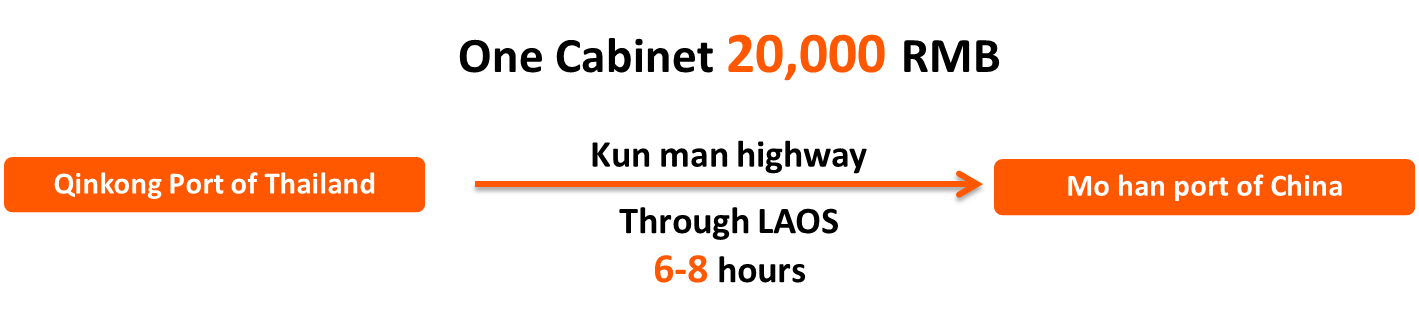 One Cabinet 20,000 RMB
Qinkong Port of Thailand
Kun man highway
Through LAOS
6-8 hours
Mo han port of China